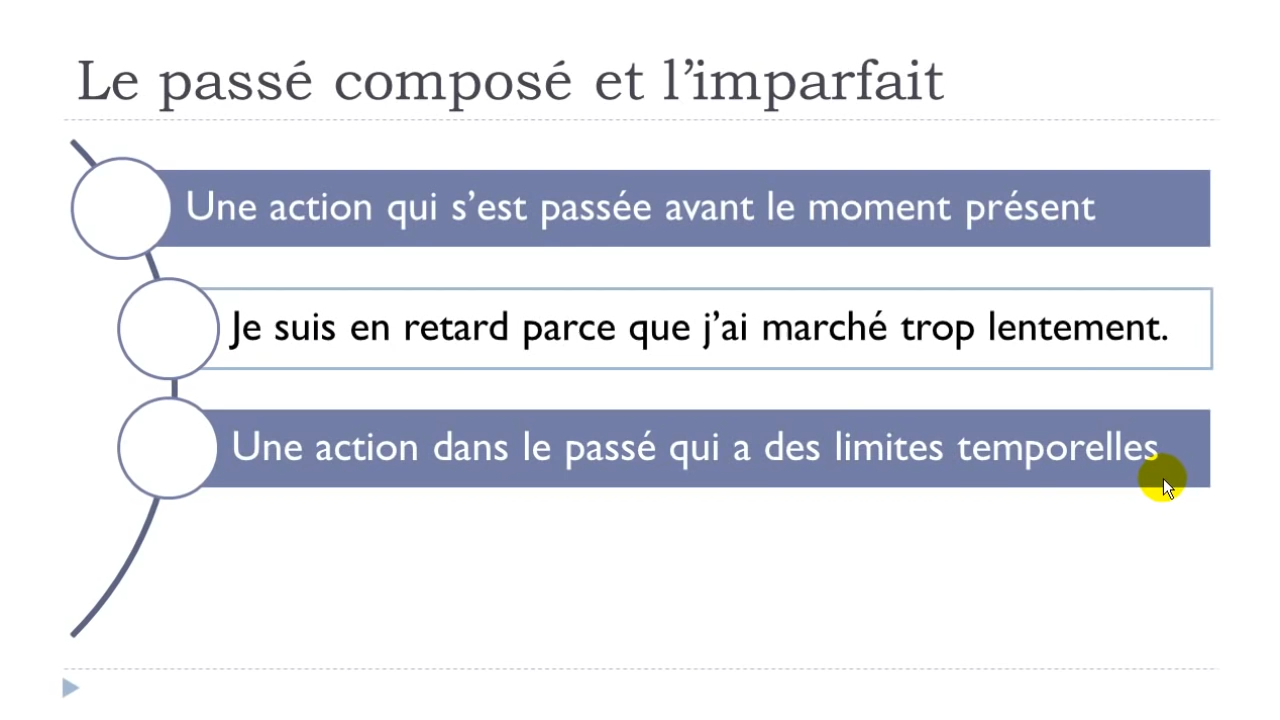 Le passé composé et l’imparfait
Une action qui s’est passée avant le moment présent
Je suis en retard parce que j’ai marché trop lentement.
Une action dans le passé qui a des limites temporelles